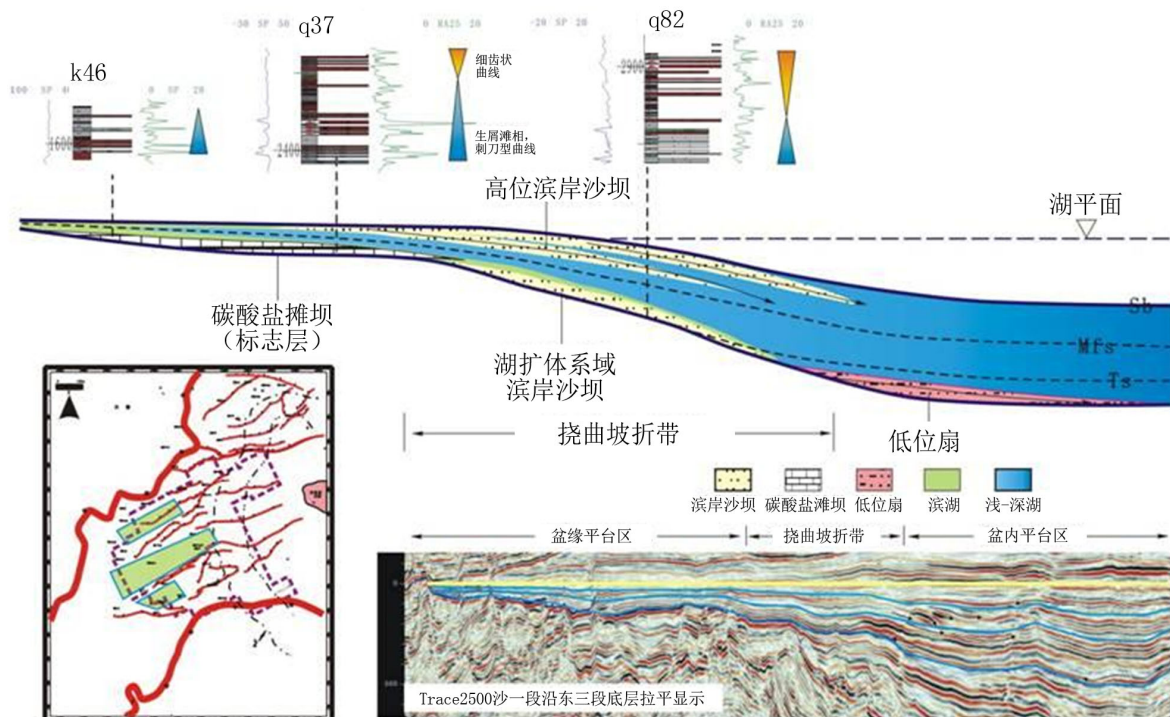 -30 SP 50
q37
0 RA25 20
-20 SP 20
q82
0 RA25 20
k46
细齿状
曲线
2900
100 SP
0 SP 20
1600
2400
生屑滩相,
刺刀型曲线
高位滨岸沙坝
湖平面
碳酸盐摊坝
(标志层)
湖扩体系域
滨岸沙坝
Sb
Mfs
Ts
挠曲坡折带
低位扇
滨岸沙坝
碳酸盐滩坝
低位扇
滨湖
浅-深湖
盆缘平台区
挠曲坡折带
盆内平台区
0
500
Trace2500沙一段沿东三段底层拉平显示